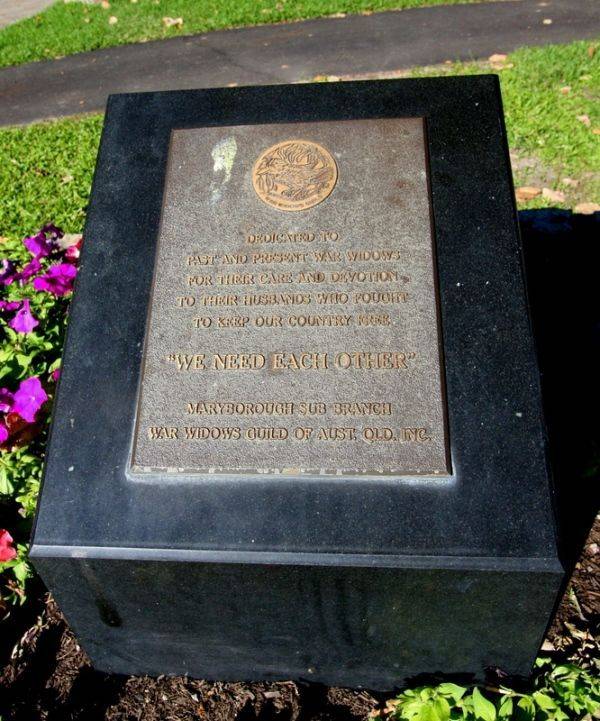 DEDICATED TO
PAST AND PRESENT WAR WIDOWS
FOR THEIR CARE AND DEVOTION
TO THEIR HUSBANDS WHO FOUGHT
TO KEEP OUR COUNTRY FREE
"WE NEED EACH OTHER"
MARYBOROUGH SUB BRANCH
WAR WIDOWS GUILD OF AUST. QLD. INC.